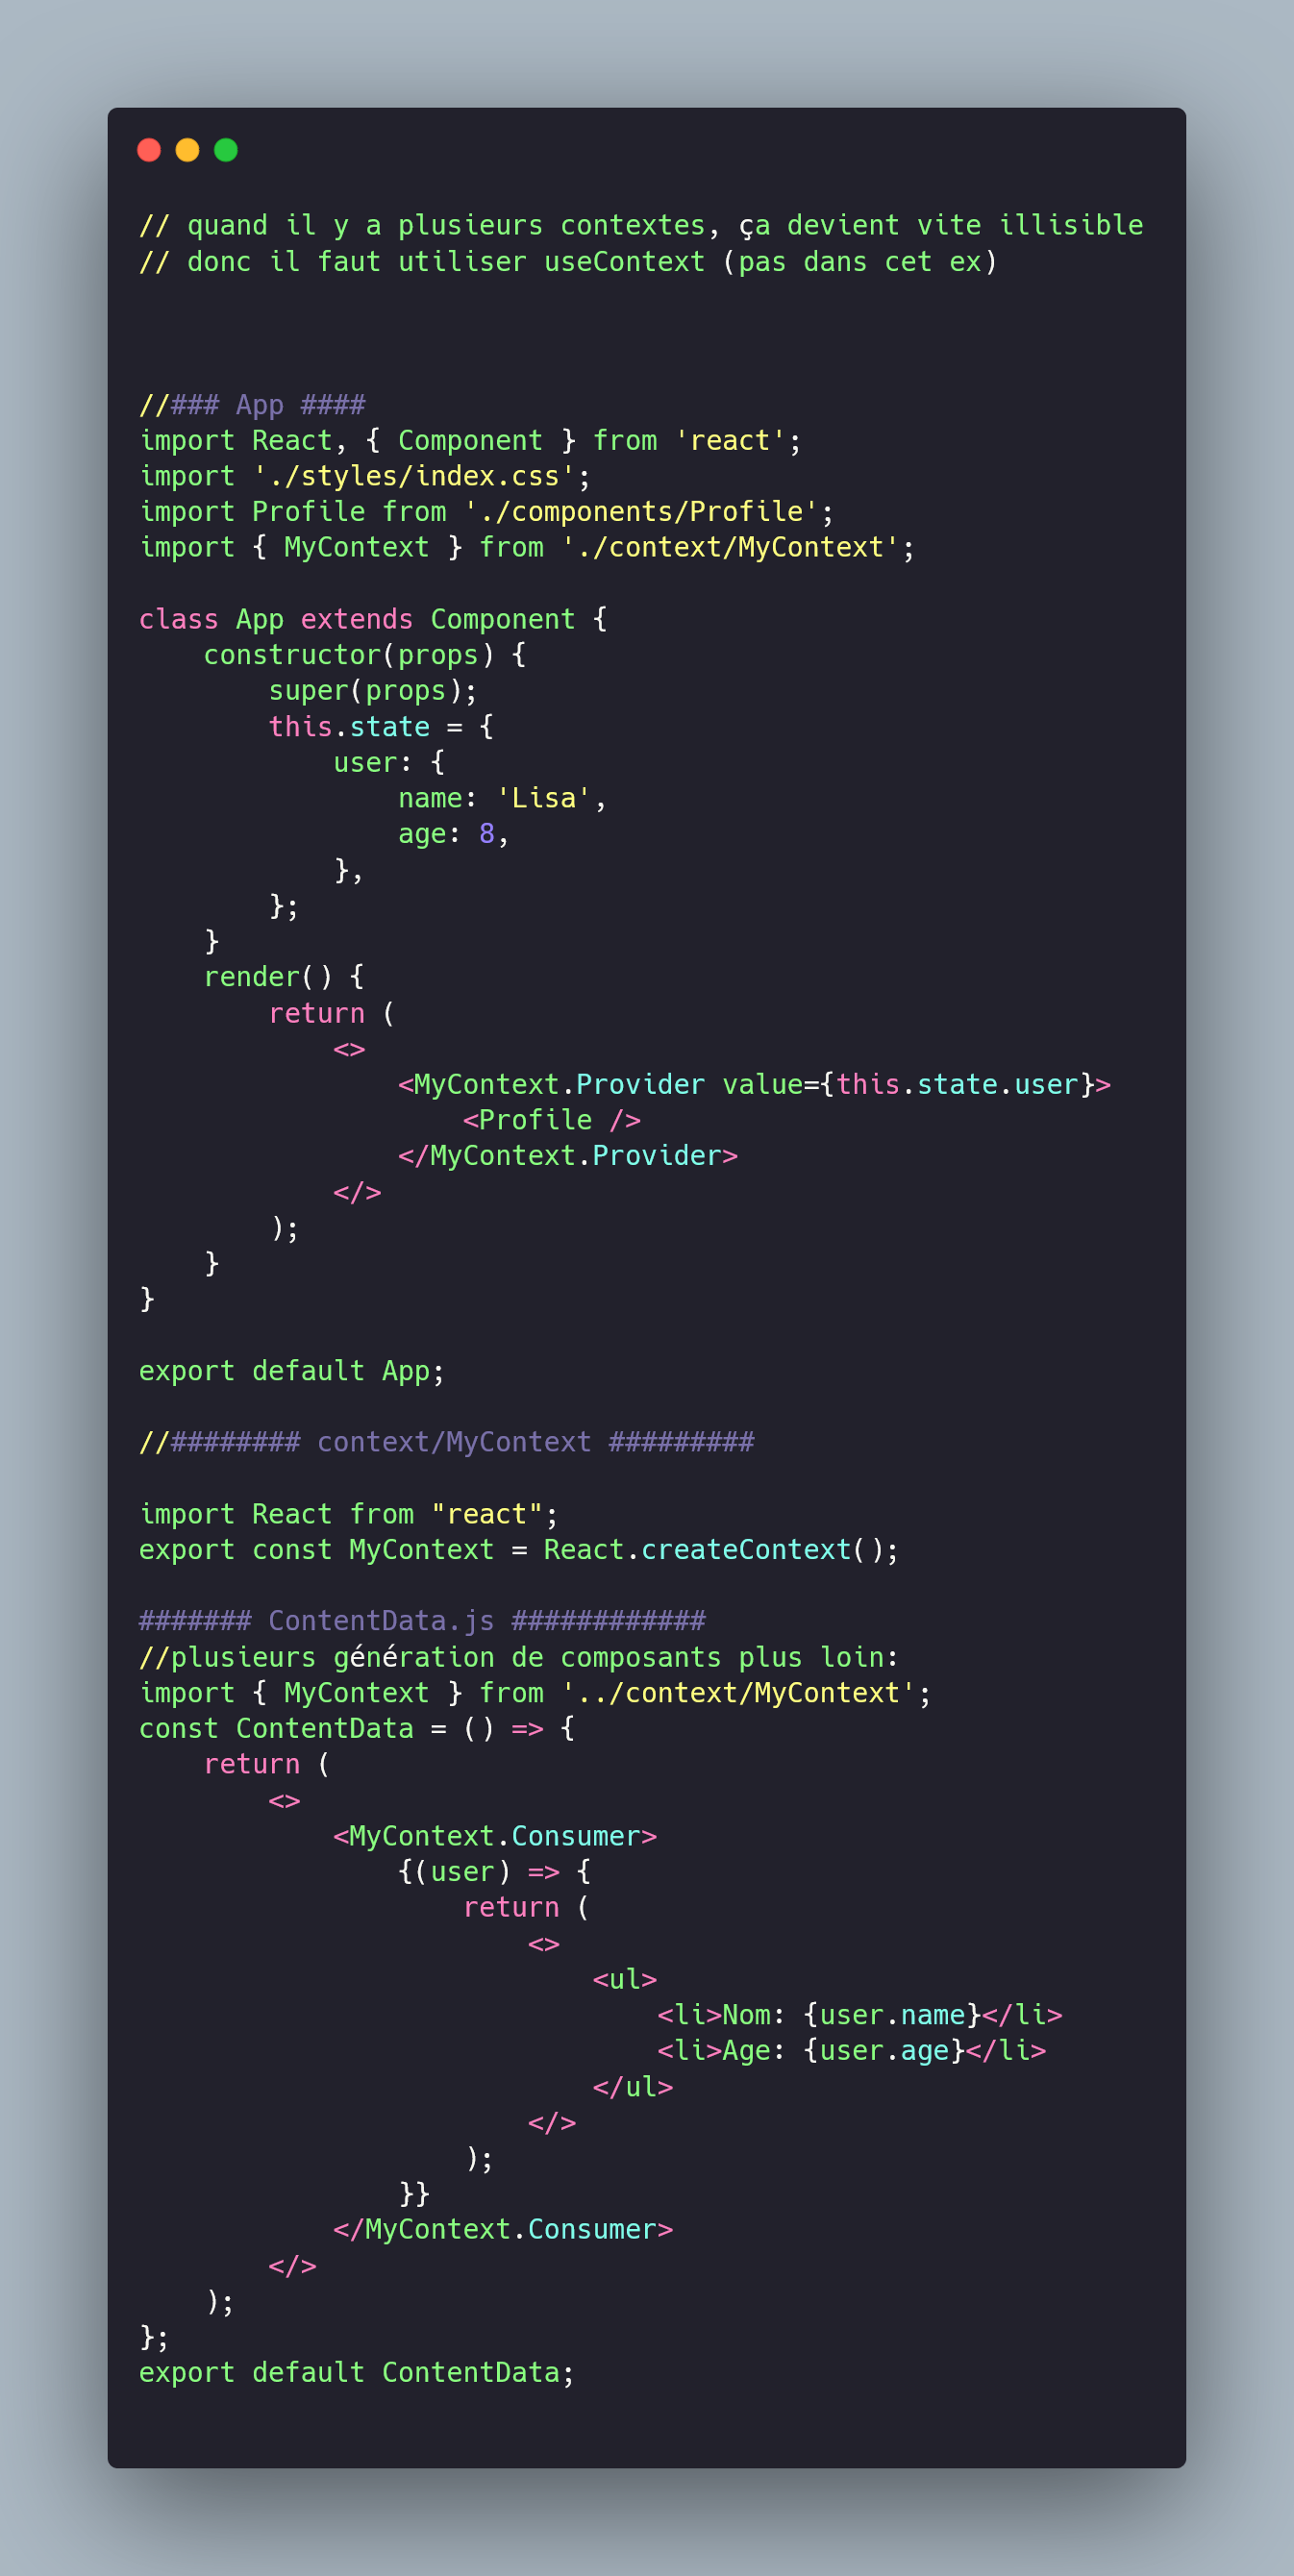 // quand il y a plusieurs contextes, ça devient vite illisible
// donc il faut utiliser useContext (pas dans cet ex)
//### App ####
import React, { Component } from 'react';
import './styles/index.css';
import Profile from './components/Profile';
import { MyContext } from './context/MyContext';
class App extends Component {
    constructor(props) {
        super(props);
        this.state = {
            user: {
                name: 'Lisa',
                age: 8,
            },
        };
    }
    render() {
        return (
            <>
                <MyContext.Provider value={this.state.user}>
                    <Profile />
                </MyContext.Provider>
            </>
        );
    }
}
export default App;
//######## context/MyContext #########
import React from "react";
export const MyContext = React.createContext();
####### ContentData.js ############
//plusieurs génération de composants plus loin:
import { MyContext } from '../context/MyContext';
const ContentData = () => {
    return (
        <>
            <MyContext.Consumer>
                {(user) => {
                    return (
                        <>
                            <ul>
                                <li>Nom: {user.name}</li>
                                <li>Age: {user.age}</li>
                            </ul>
                        </>
                    );
                }}
            </MyContext.Consumer>
        </>
    );
};
export default ContentData;